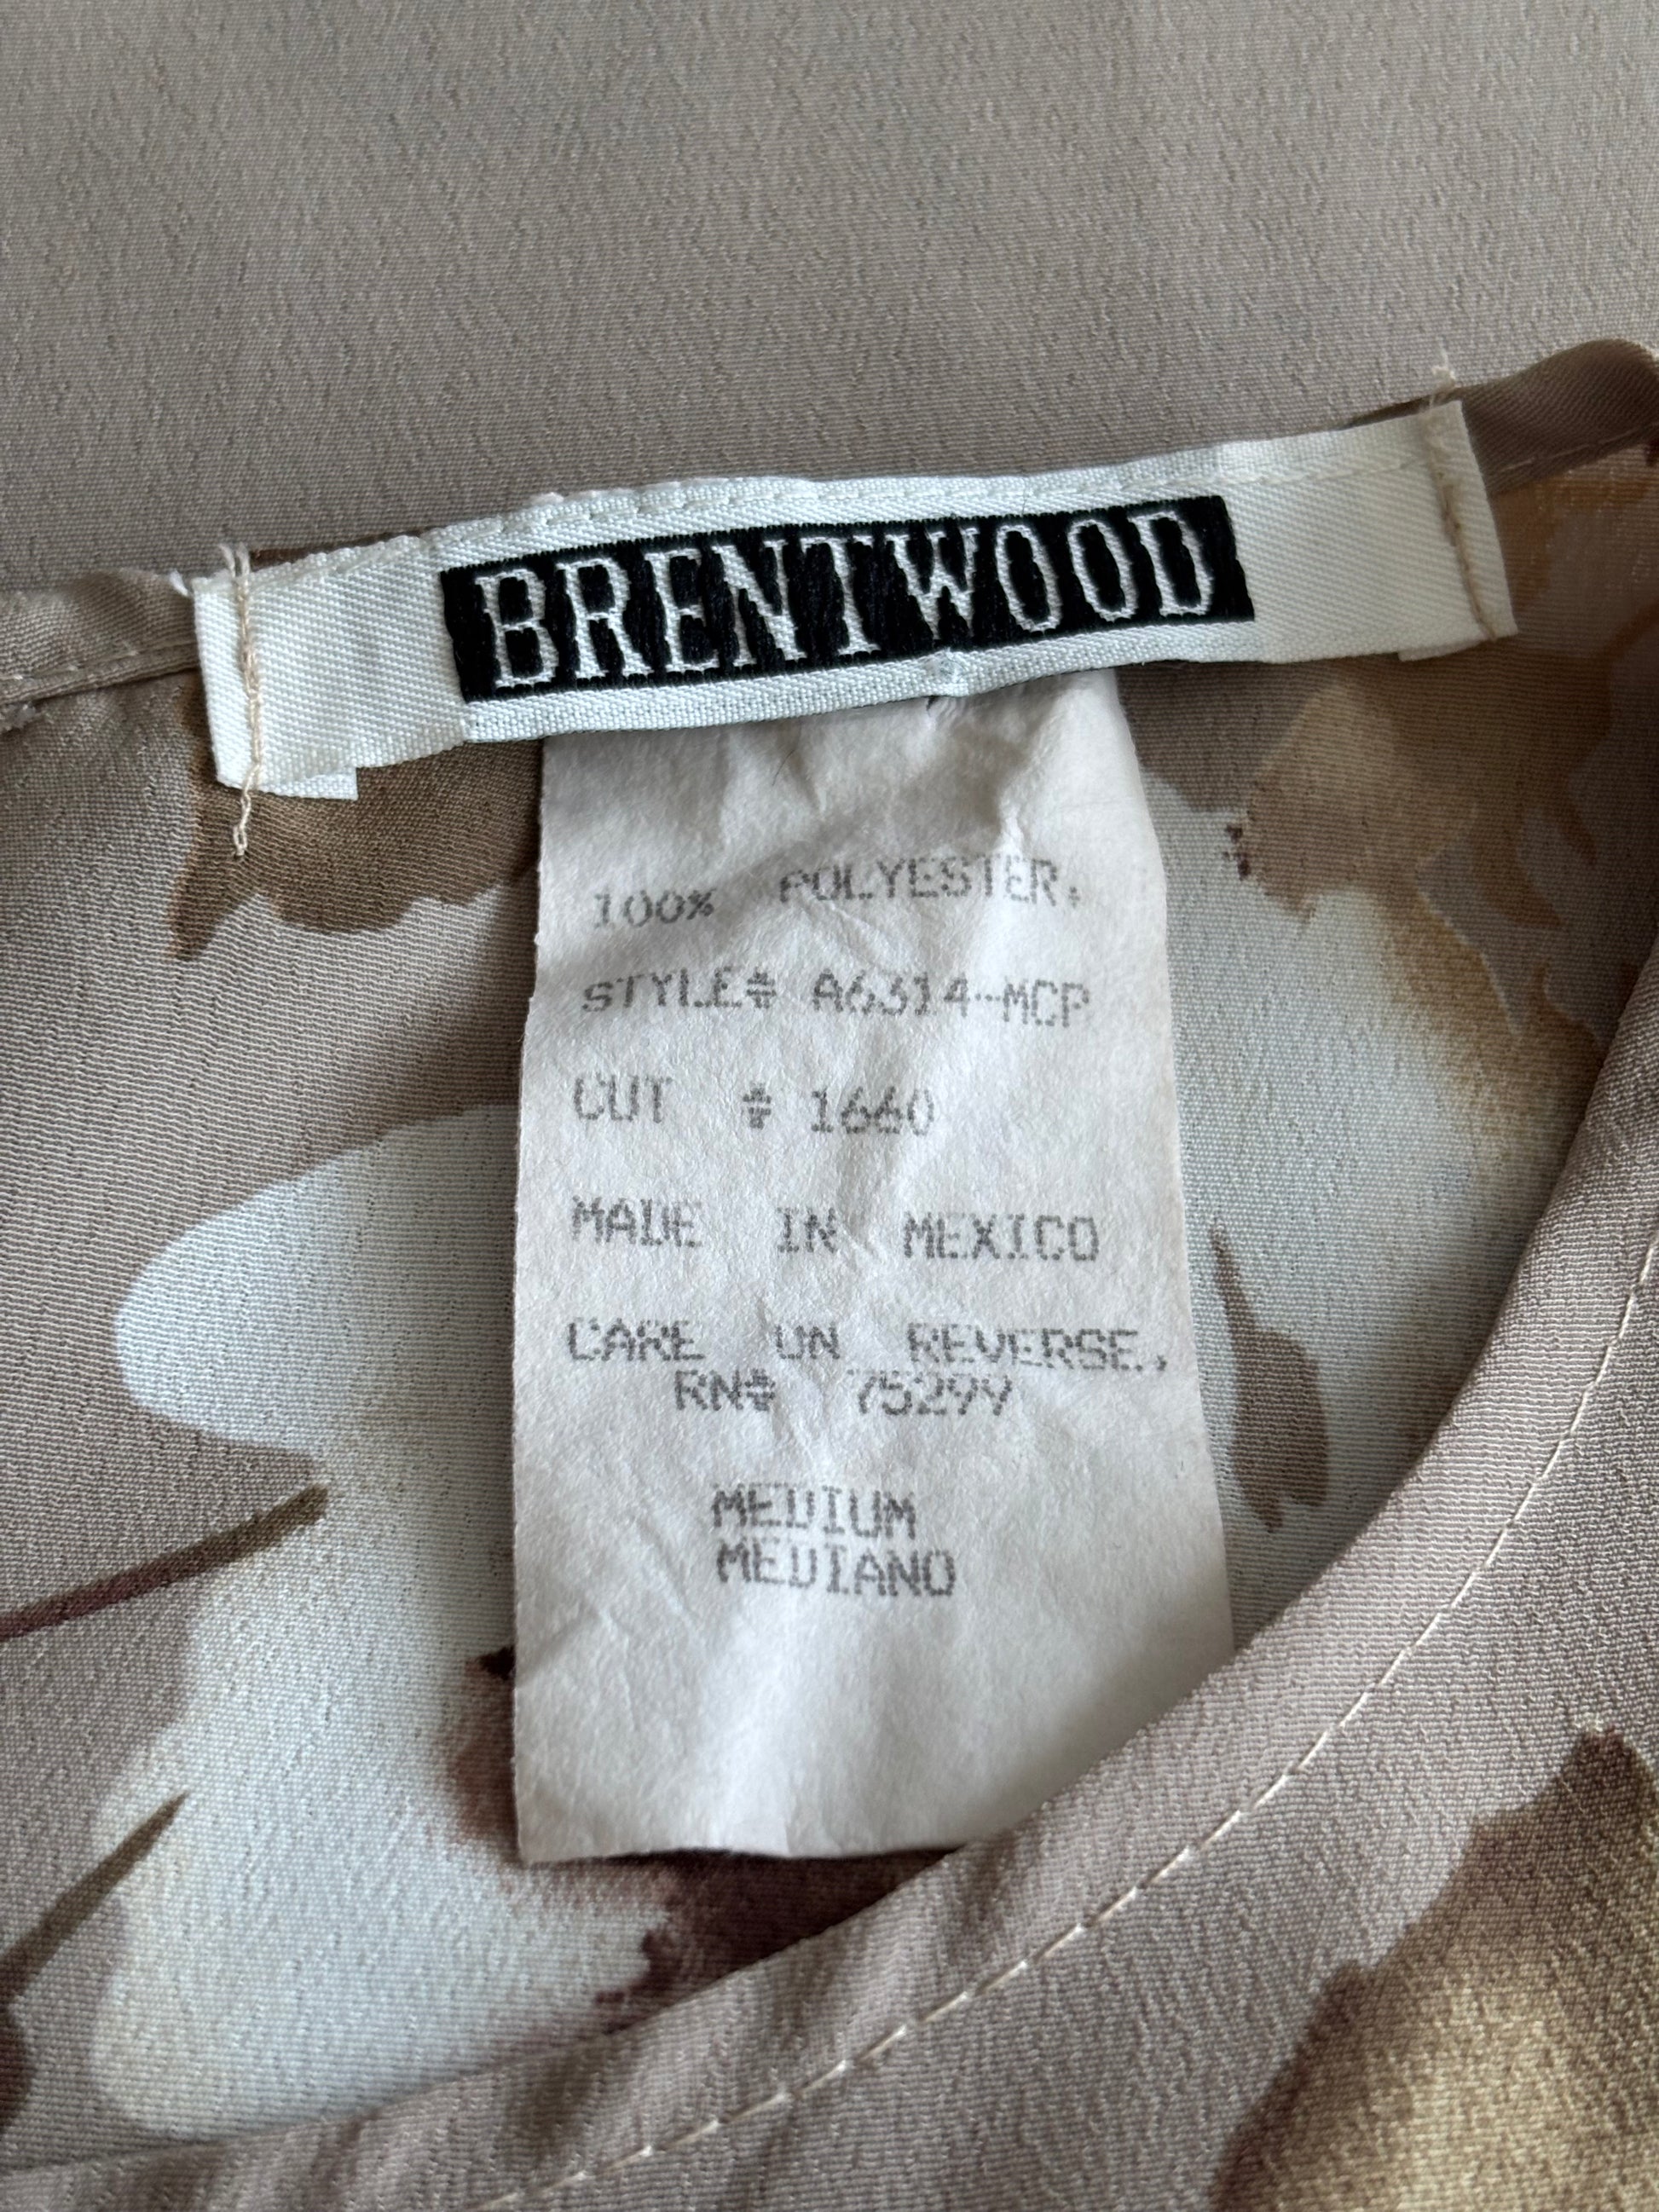 BRENTWOOD
100% POLYESTER.
STYLE# A6314-MCP
CUT # 1660
MADE IN MEXICO
CARE ON REVERSE.
RN# 75299
MEDIUM
MEDIANO